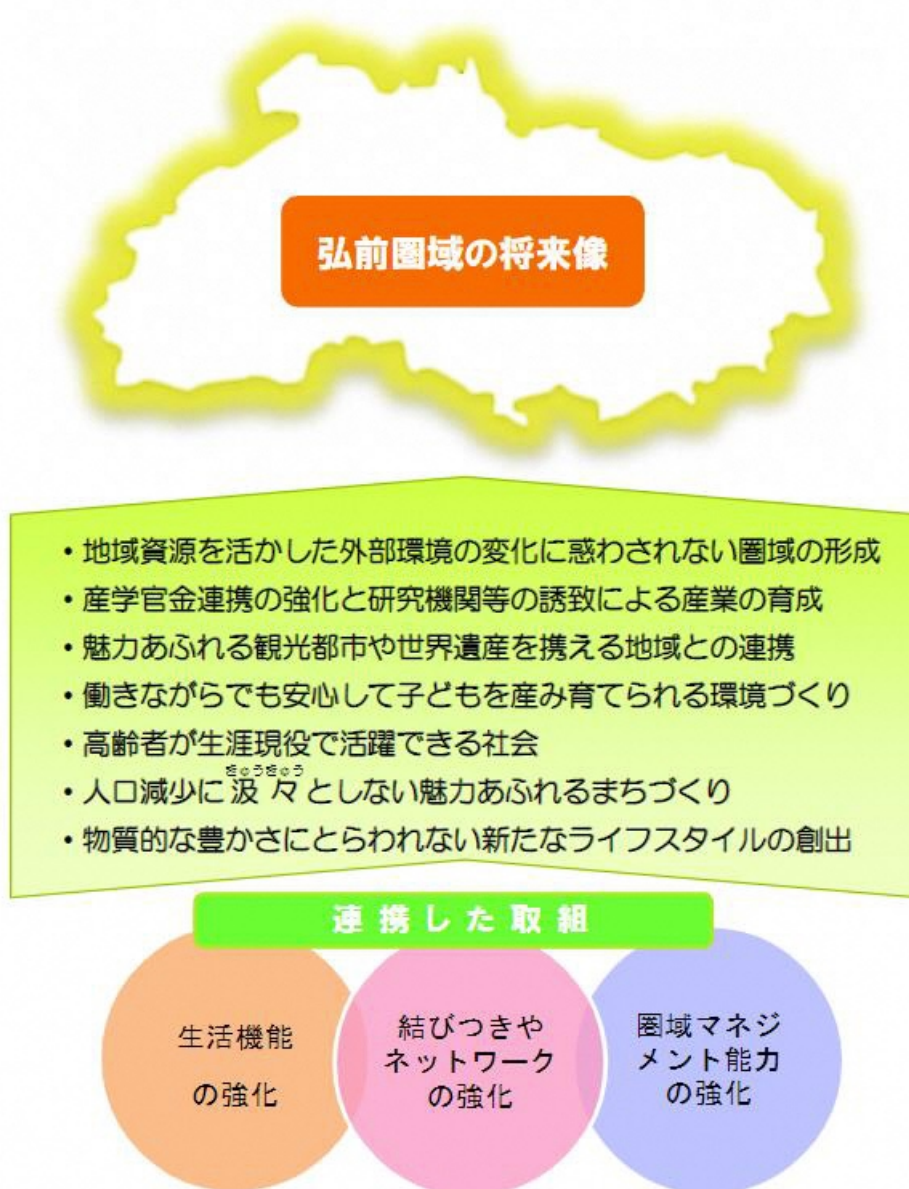 弘前圏域の将来像
・地域資源を活かした外部環境の変化に惑わされない圏域の形成
・産学官金連携の強化と研究機関等の誘致による産業の育成
・魅力あふれる観光都市や世界遺産を携える地域との連携
・働きながらでも安心して子どもを産み育てられる環境づくり
・高齢者が生涯現役で活躍できる社会
きゅうきゅう
・人口減少に汲々としない魅力あふれるまちづくり
・物質的な豊かさにとらわれない新たなライフスタイルの創出
連携した取組
生活機能
の強化
結びつきや
ネットワーク
の強化
圏域マネジ
メント能力
の強化